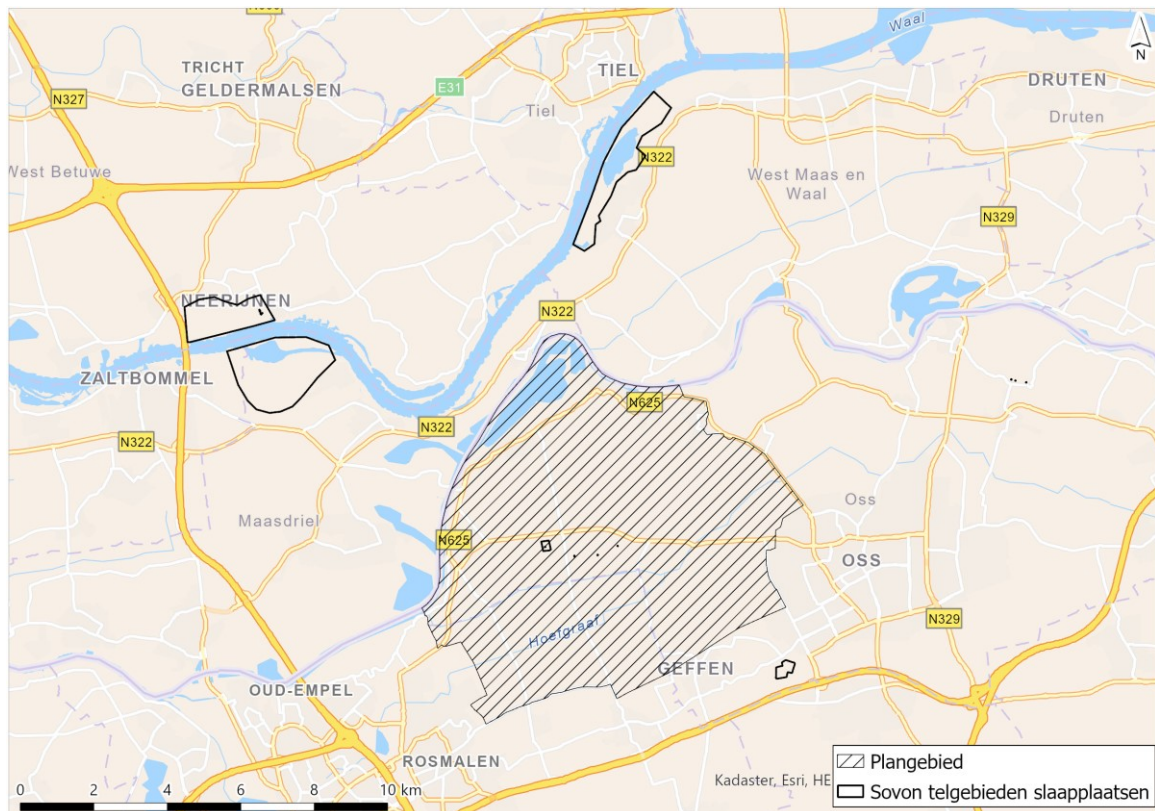 Waal
N
TRICHT
GELDERMALSEN
TIEL
DRUTEN
N327
E31
Tiel
Druten
West Betuwe
N322
West Maas en
Waal
N329
NEERIJNEN
N322
ZALTBOMMEL
N625
N322
N322
Maasdriel
Oss
N625
OSS
Hoefgraaf
N329
GEFFEN
OUD-EMPEL
ROSMALEN
Plangebied
Kadaster, Esri, HE
Sovon telgebieden slaapplaatsen
0 2 4 6 8 10 km